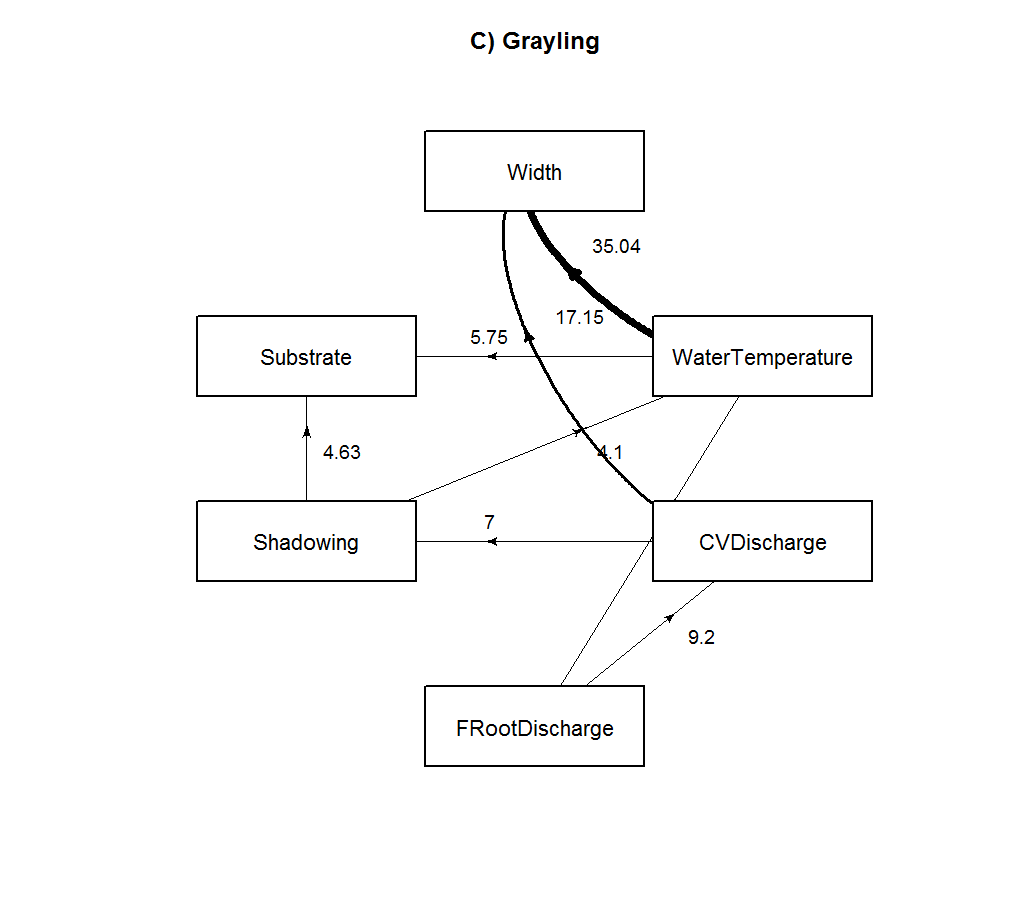 C) Grayling
Width
35.04
17.15
5.75
Substrate
WaterTemperature
4.63
4.1
7
Shadowing
CVDischarge
9.2
FRootDischarge